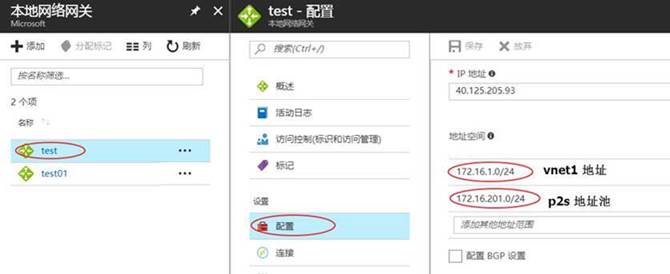 本地网络网关
Microsoft
添加 分配标记 列 刷新
按名称筛选...
2 个项
名称
test ...
test01 ...
test - 配置
本地网络网关
搜索(Ctrl+/)
概述
活动日志
访问控制(标识和访问管理)
标记
设置
配置
连接
保存 放弃
* IP 地址
40.125.205.93
地址空间
172.16.1.0/24 vnet1 地址
172.16.201.0/24 p2s 地址池
添加其他地址范围
配置 BGP 设置